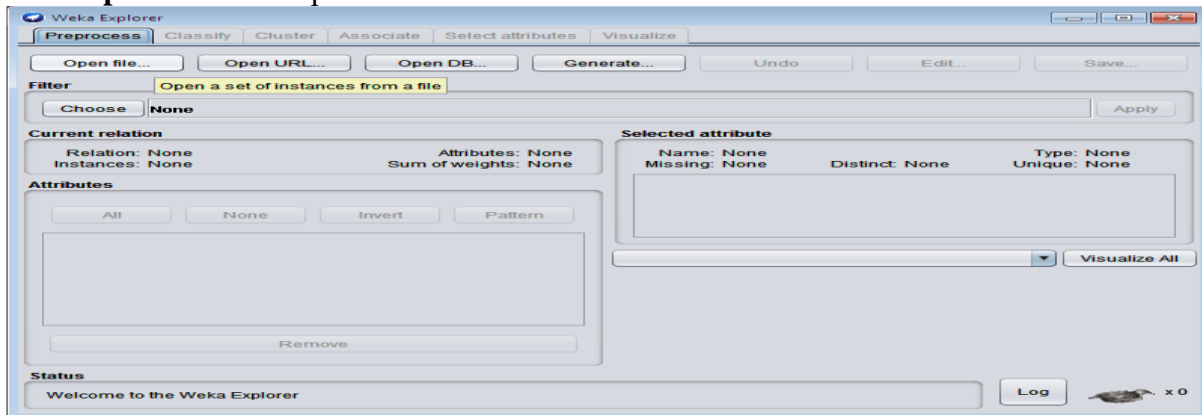 Weka Explorer
Preprocess Classify Cluster Associate Select attributes Visualize
Open file... Open URL... Open DB... Generate... Undo Edit... Save...
Filter Open a set of instances from a file
Choose None Apply
Current relation Selected attribute
Relation: None Attributes: None Name: None Type: None
Instances: None Sum of weights: None Missing: None Distinct: None Unique: None
Attributes
All None Invert Pattern
Visualize All
Remove
Status
Welcome to the Weka Explorer Log x 0